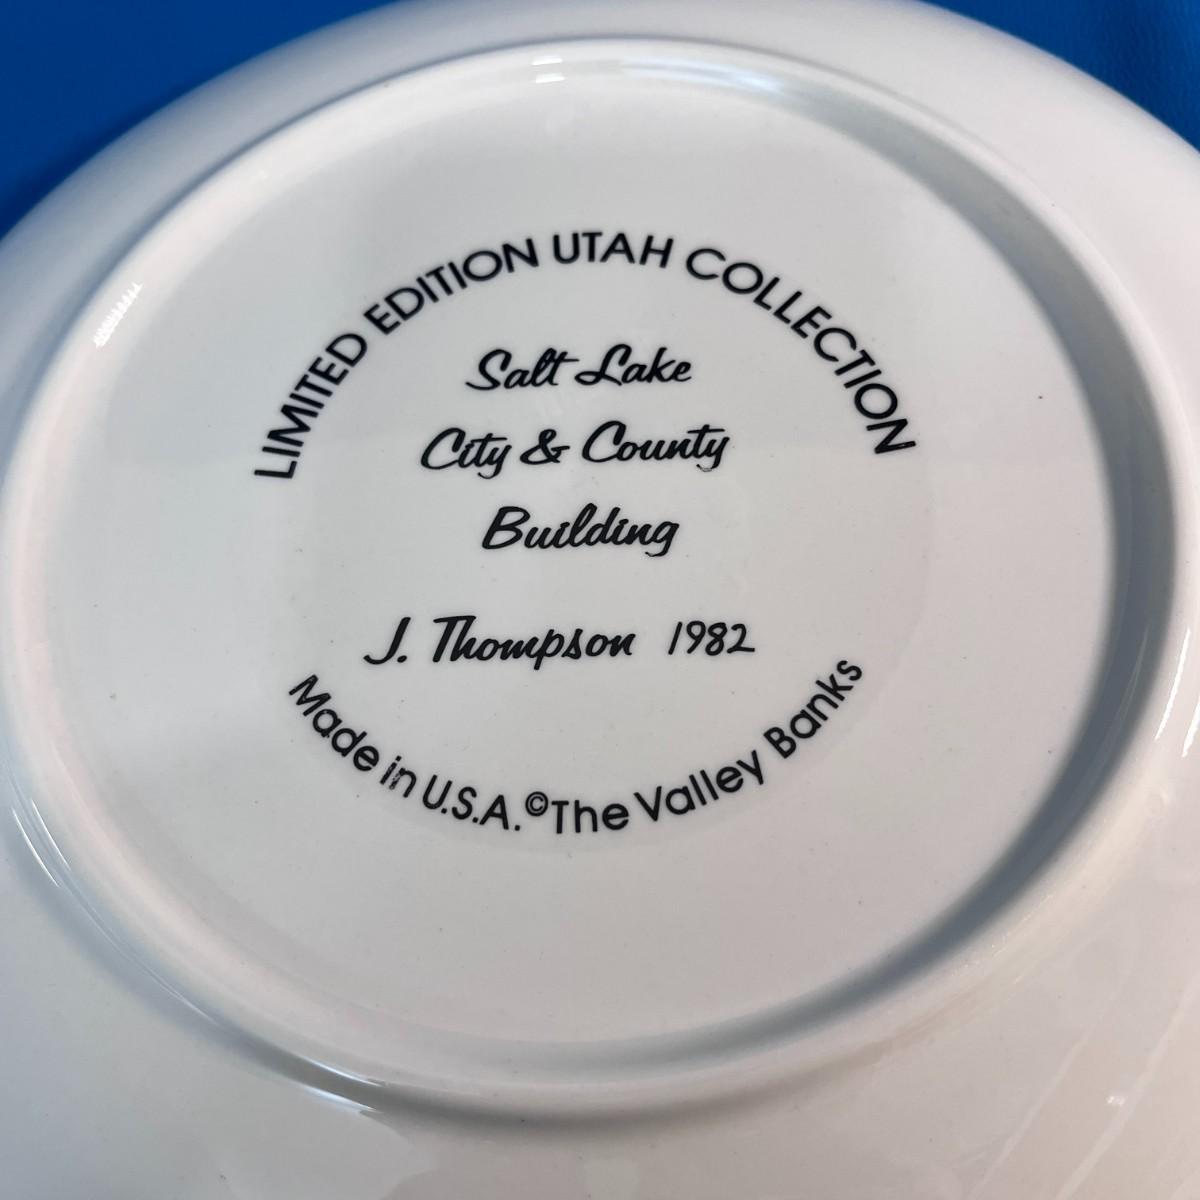 LIMITED EDITION UTAH COLLECTION
Salt Lake
City & County
Building
J. Thompson 1982
Made in U.S.A. ©The Valley Banks